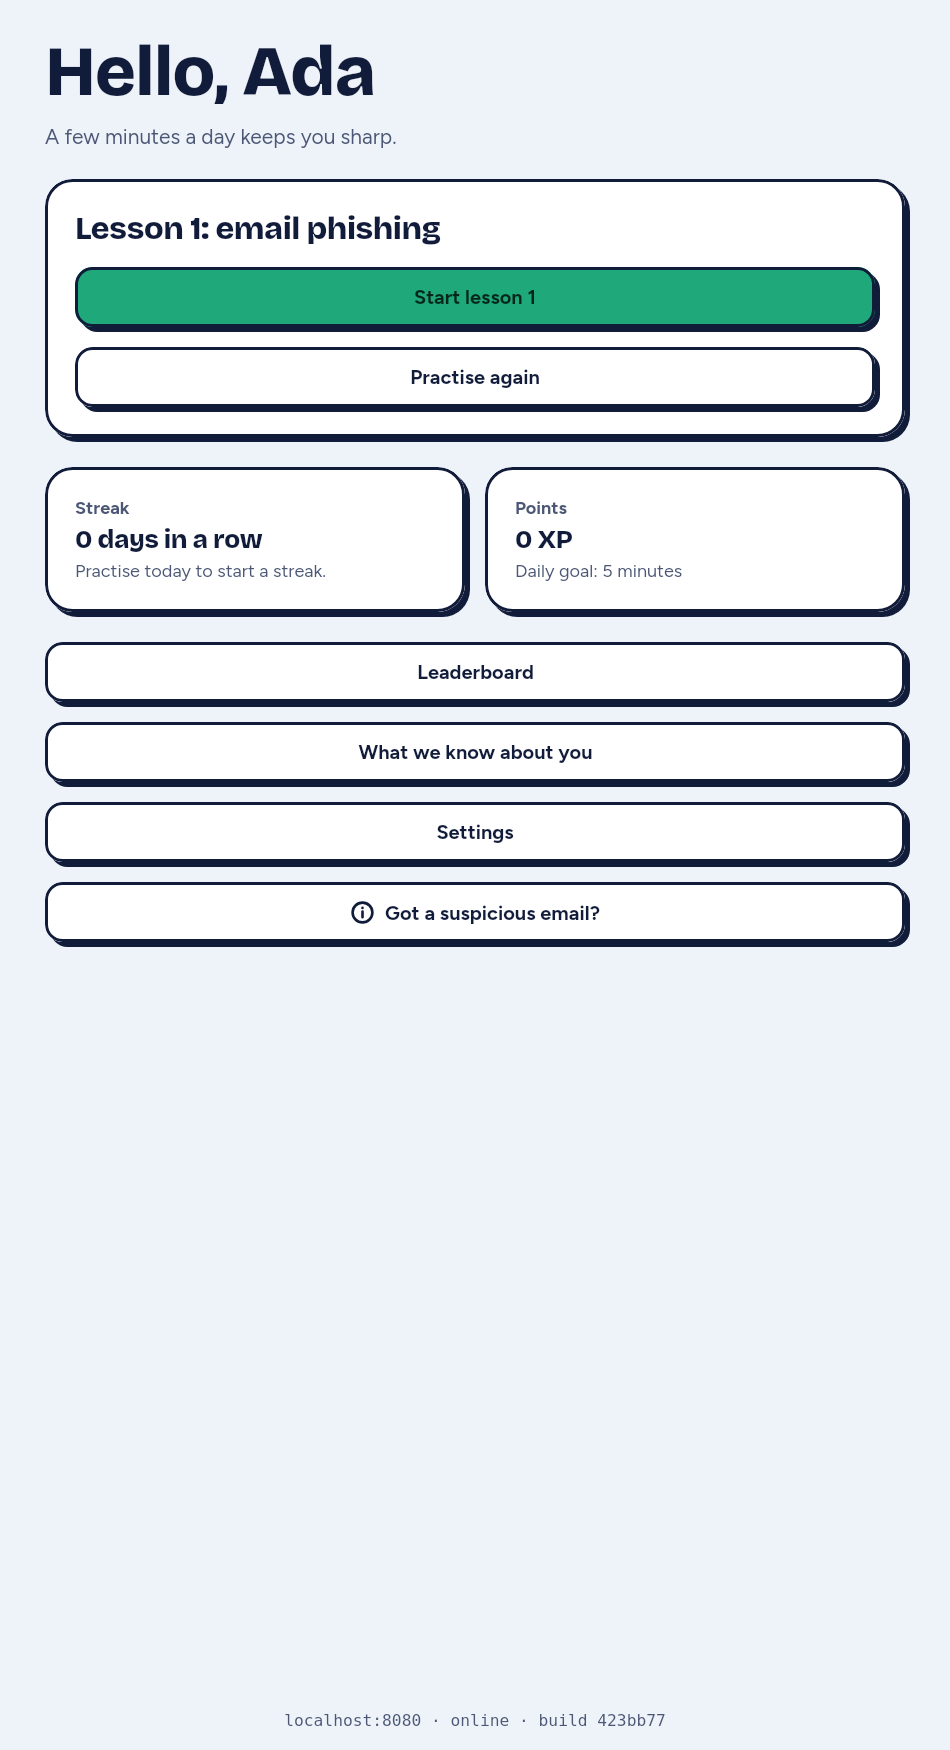 Hello, Ada
A few minutes a day keeps you sharp.
Lesson 1: email phishing
Start lesson 1
Practise again
Streak
0 days in a row
Practise today to start a streak.
Points
0 XP
Daily goal: 5 minutes
Leaderboard
What we know about you
Settings
Got a suspicious email?
localhost:8080 · online · build 423bb77